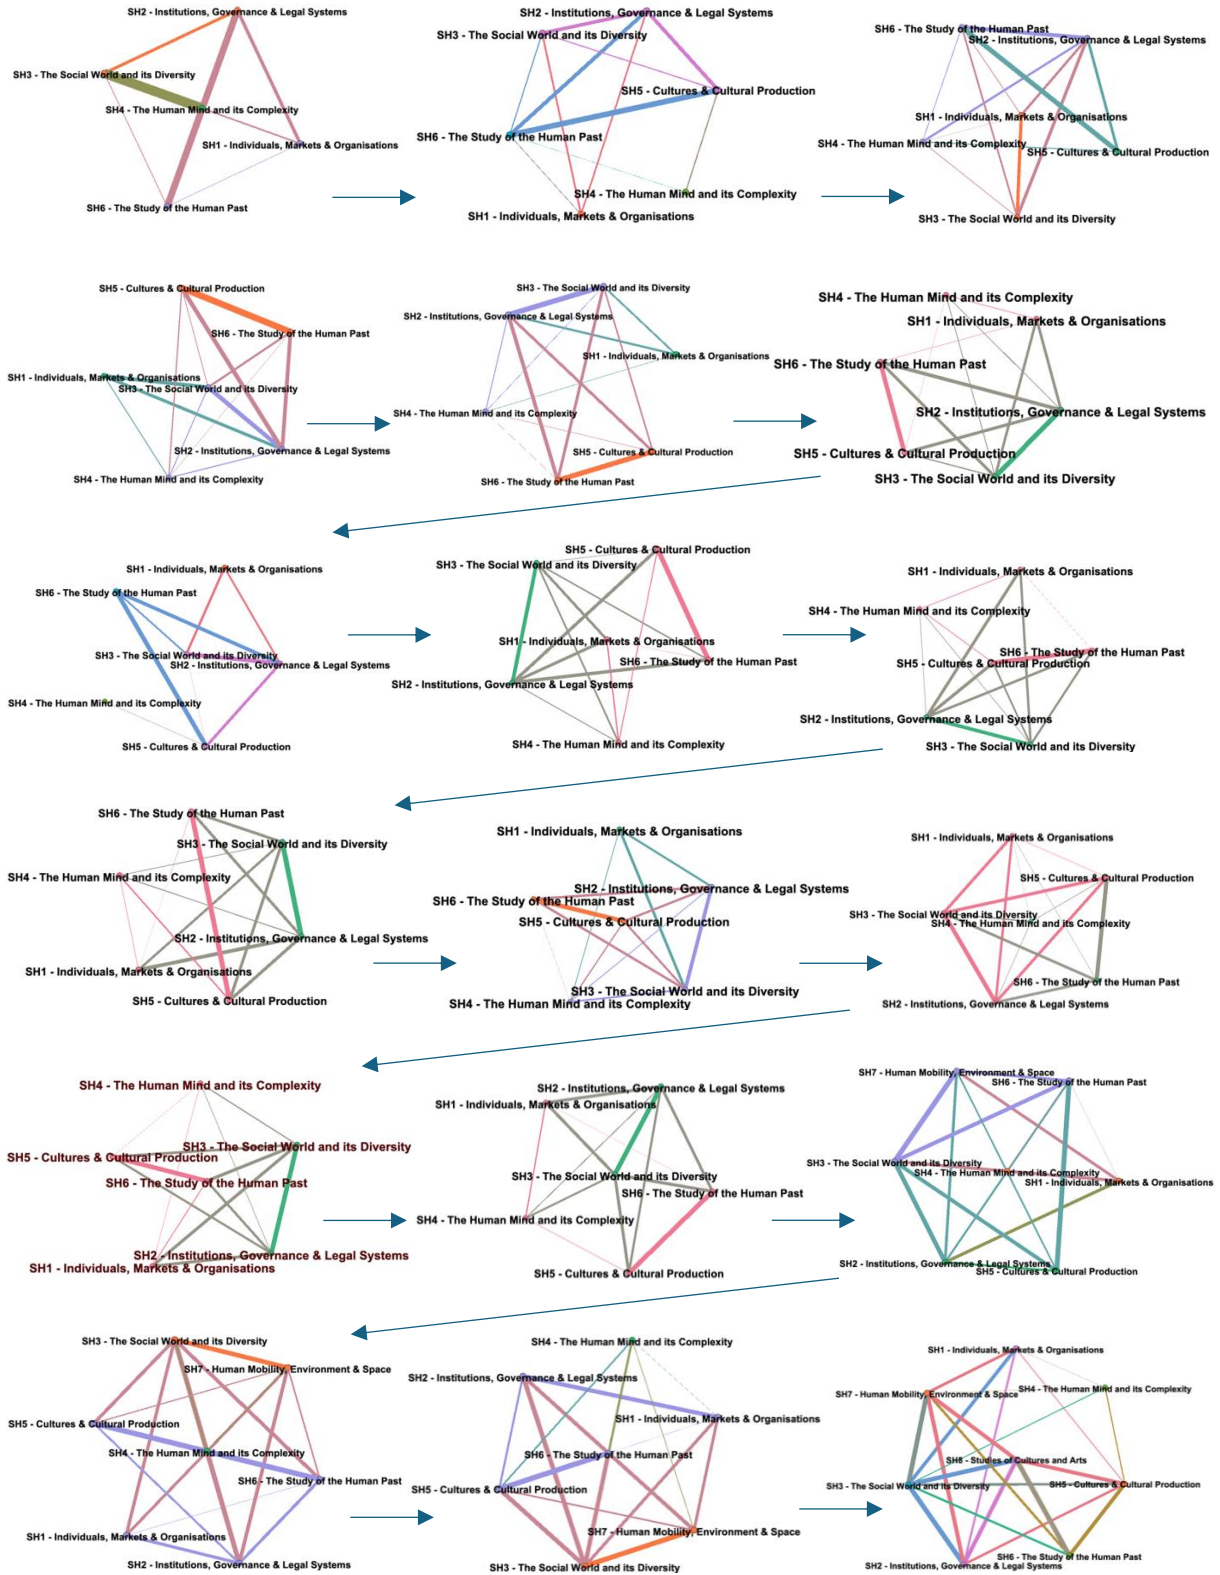 SH2 - Institutions, Governance & Legal Systems
SH3 - The Social World and its Diversity
SH4 - The Human Mind and its Complexity
SH1 - Individuals, Markets & Organisations
SH6 - The Study of the Human Past
SH2 - Institutions, Governance & Legal Systems
SH3 - The Social World and its Diversity
SH5 - Cultures & Cultural Production
SH6 - The Study of the Human Past
SH4 - The Human Mind and its Complexity
SH1 - Individuals, Markets & Organisations
SH6 - The Study of the Human Past
SH2 - Institutions, Governance & Legal Systems
SH1 - Individuals, Markets & Organisations
SH4 - The Human Mind and its Complexity
SH5 - Cultures & Cultural Production
SH3 - The Social World and its Diversity
SH5 - Cultures & Cultural Production
SH6 - The Study of the Human Past
SH1 - Individuals, Markets & Organisations
SH3 - The Social World and its Diversity
SH2 - Institutions, Governance & Legal Systems
SH4 - The Human Mind and its Complexity
SH3 - The Social World and its Diversity
SH2 - Institutions, Governance & Legal Systems
SH1 - Individuals, Markets & Organisations
SH4 - The Human Mind and its Complexity
SH5 - Cultures & Cultural Production
SH6 - The Study of the Human Past
SH4 - The Human Mind and its Complexity
SH1 - Individuals, Markets & Organisations
SH6 - The Study of the Human Past
SH2 - Institutions, Governance & Legal Systems
SH5 - Cultures & Cultural Production
SH3 - The Social World and its Diversity
SH1 - Individuals, Markets & Organisations
SH6 - The Study of the Human Past
SH3 - The Social World and its Diversity
SH2 - Institutions, Governance & Legal Systems
SH4 - The Human Mind and its Complexity
SH5 - Cultures & Cultural Production
SH5 - Cultures & Cultural Production
SH3 - The Social World and its Diversity
SH1 - Individuals, Markets & Organisations
SH6 - The Study of the Human Past
SH2 - Institutions, Governance & Legal Systems
SH4 - The Human Mind and its Complexity
SH1 - Individuals, Markets & Organisations
SH4 - The Human Mind and its Complexity
SH6 - The Study of the Human Past
SH5 - Cultures & Cultural Production
SH2 - Institutions, Governance & Legal Systems
SH3 - The Social World and its Diversity
SH6 - The Study of the Human Past
SH3 - The Social World and its Diversity
SH4 - The Human Mind and its Complexity
SH2 - Institutions, Governance & Legal Systems
SH1 - Individuals, Markets & Organisations
SH5 - Cultures & Cultural Production
SH1 - Individuals, Markets & Organisations
SH2 - Institutions, Governance & Legal Systems
SH6 - The Study of the Human Past
SH5 - Cultures & Cultural Production
SH3 - The Social World and its Diversity
SH4 - The Human Mind and its Complexity
SH1 - Individuals, Markets & Organisations
SH5 - Cultures & Cultural Production
SH3 - The Social World and its Diversity
SH4 - The Human Mind and its Complexity
SH6 - The Study of the Human Past
SH2 - Institutions, Governance & Legal Systems
SH4 - The Human Mind and its Complexity
SH3 - The Social World and its Diversity
SH5 - Cultures & Cultural Production
SH6 - The Study of the Human Past
SH2 - Institutions, Governance & Legal Systems
SH1 - Individuals, Markets & Organisations
SH2 - Institutions, Governance & Legal Systems
SH1 - Individuals, Markets & Organisations
SH3 - The Social World and its Diversity
SH6 - The Study of the Human Past
SH4 - The Human Mind and its Complexity
SH5 - Cultures & Cultural Production
SH7 - Human Mobility, Environment & Space
SH6 - The Study of the Human Past
SH3 - The Social World and its Diversity
SH4 - The Human Mind and its Complexity
SH1 - Individuals, Markets & Organisations
SH2 - Institutions, Governance & Legal Systems
SH5 - Cultures & Cultural Production
SH3 - The Social World and its Diversity
SH7 - Human Mobility, Environment & Space
SH5 - Cultures & Cultural Production
SH4 - The Human Mind and its Complexity
SH6 - The Study of the Human Past
SH1 - Individuals, Markets & Organisations
SH2 - Institutions, Governance & Legal Systems
SH4 - The Human Mind and its Complexity
SH2 - Institutions, Governance & Legal Systems
SH1 - Individuals, Markets & Organisations
SH6 - The Study of the Human Past
SH5 - Cultures & Cultural Production
SH7 - Human Mobility, Environment & Space
SH3 - The Social World and its Diversity
SH1 - Individuals, Markets & Organisations
SH4 - The Human Mind and its Complexity
SH7 - Human Mobility, Environment & Space
SH8 - Studies of Cultures and Arts
SH3 - The Social World and its Diversity
SH5 - Cultures & Cultural Production
SH6 - The Study of the Human Past
SH2 - Institutions, Governance & Legal Systems